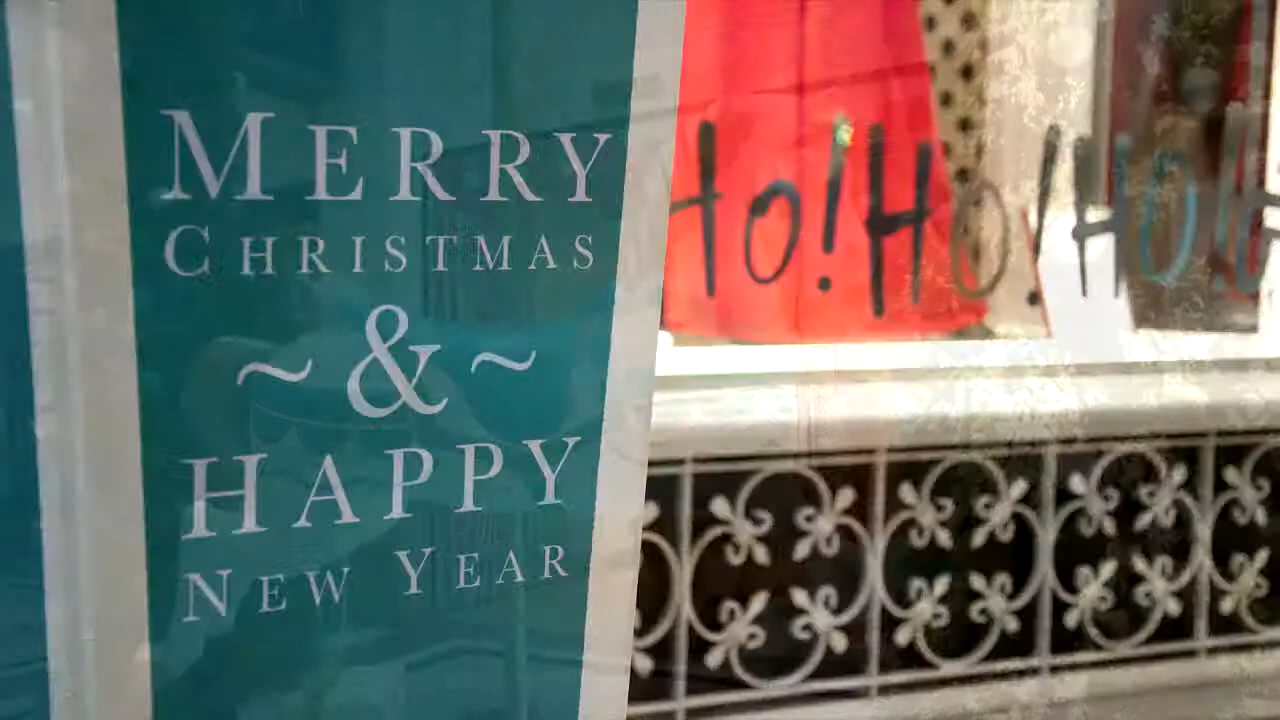 MERRY
CHRISTMAS
~ & ~
HAPPY
NEW YEAR
Ho! Ho! Ho!